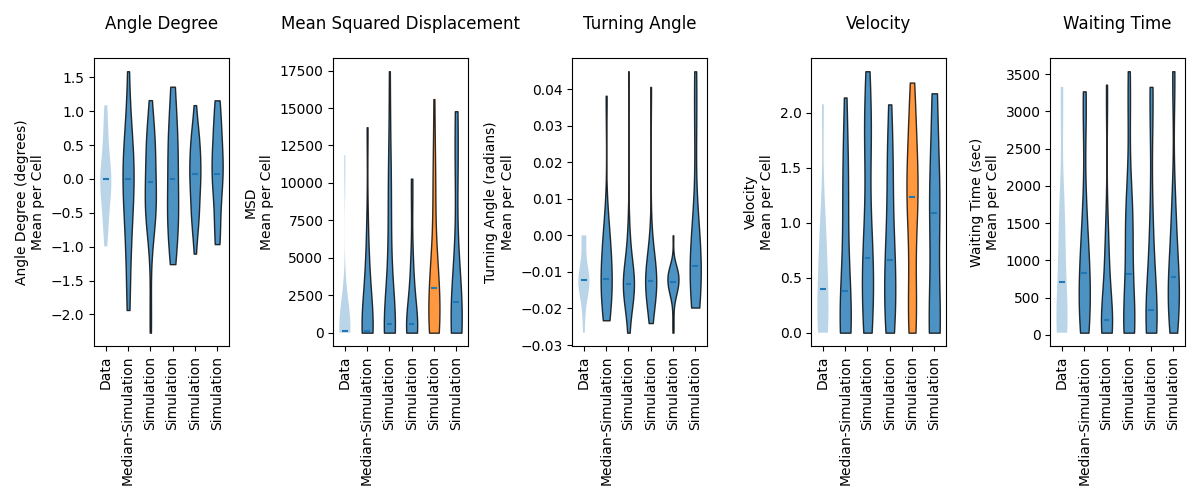 Angle Degree
Mean Squared Displacement
Turning Angle
Velocity
Waiting Time
Angle Degree (degrees)
Mean per Cell
1.5
1.0
0.5
0.0
−0.5
−1.0
−1.5
−2.0
Data
Median-Simulation
Simulation
Simulation
Simulation
Simulation
MSD
Mean per Cell
17500
15000
12500
10000
7500
5000
2500
0
Data
Median-Simulation
Simulation
Simulation
Simulation
Simulation
Turning Angle (radians)
Mean per Cell
0.04
0.03
0.02
0.01
0.00
−0.01
−0.02
−0.03
Data
Median-Simulation
Simulation
Simulation
Simulation
Simulation
Velocity
Mean per Cell
2.0
1.5
1.0
0.5
0.0
Data
Median-Simulation
Simulation
Simulation
Simulation
Simulation
Waiting Time (sec)
Mean per Cell
3500
3000
2500
2000
1500
1000
500
0
Data
Median-Simulation
Simulation
Simulation
Simulation
Simulation